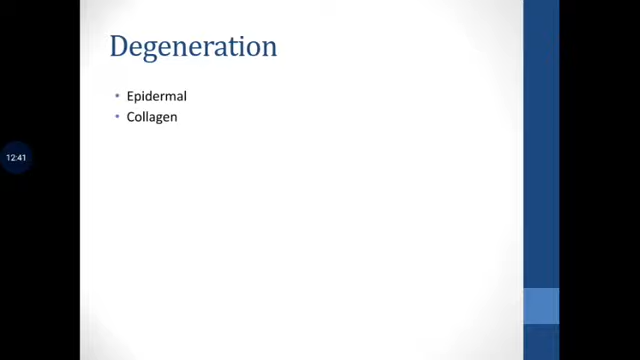 Degeneration
• Epidermal
• Collagen
12:41